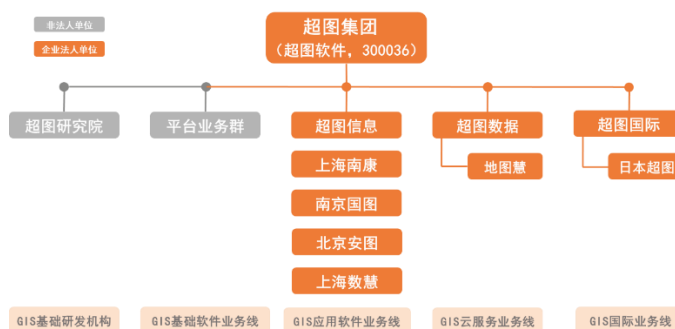 非法人单位
企业法人单位
超图集团
（超图软件，300036）
超图研究院
平台业务群
超图信息
超图数据
超图国际
上海南康
地图慧
日本超图
南京国图
北京安图
上海数慧
GIS基础研发机构
GIS基础软件业务线
GIS应用软件业务线
GIS云服务业务线
GIS国际业务线